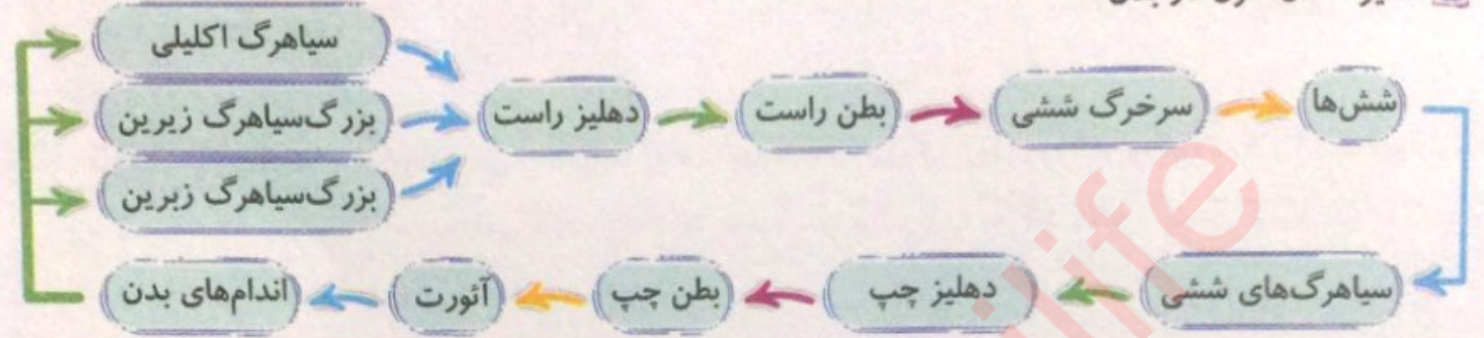 سیاهرگ اکلیلی
بزرگ‌سیاهرگ زیرین
بزرگ‌سیاهرگ زبرین
دهلیز راست
بطن راست
سرخرگ ششی
شش‌ها
سیاهرگ‌های ششی
دهلیز چپ
بطن چپ
آئورت
اندام‌های بدن
life